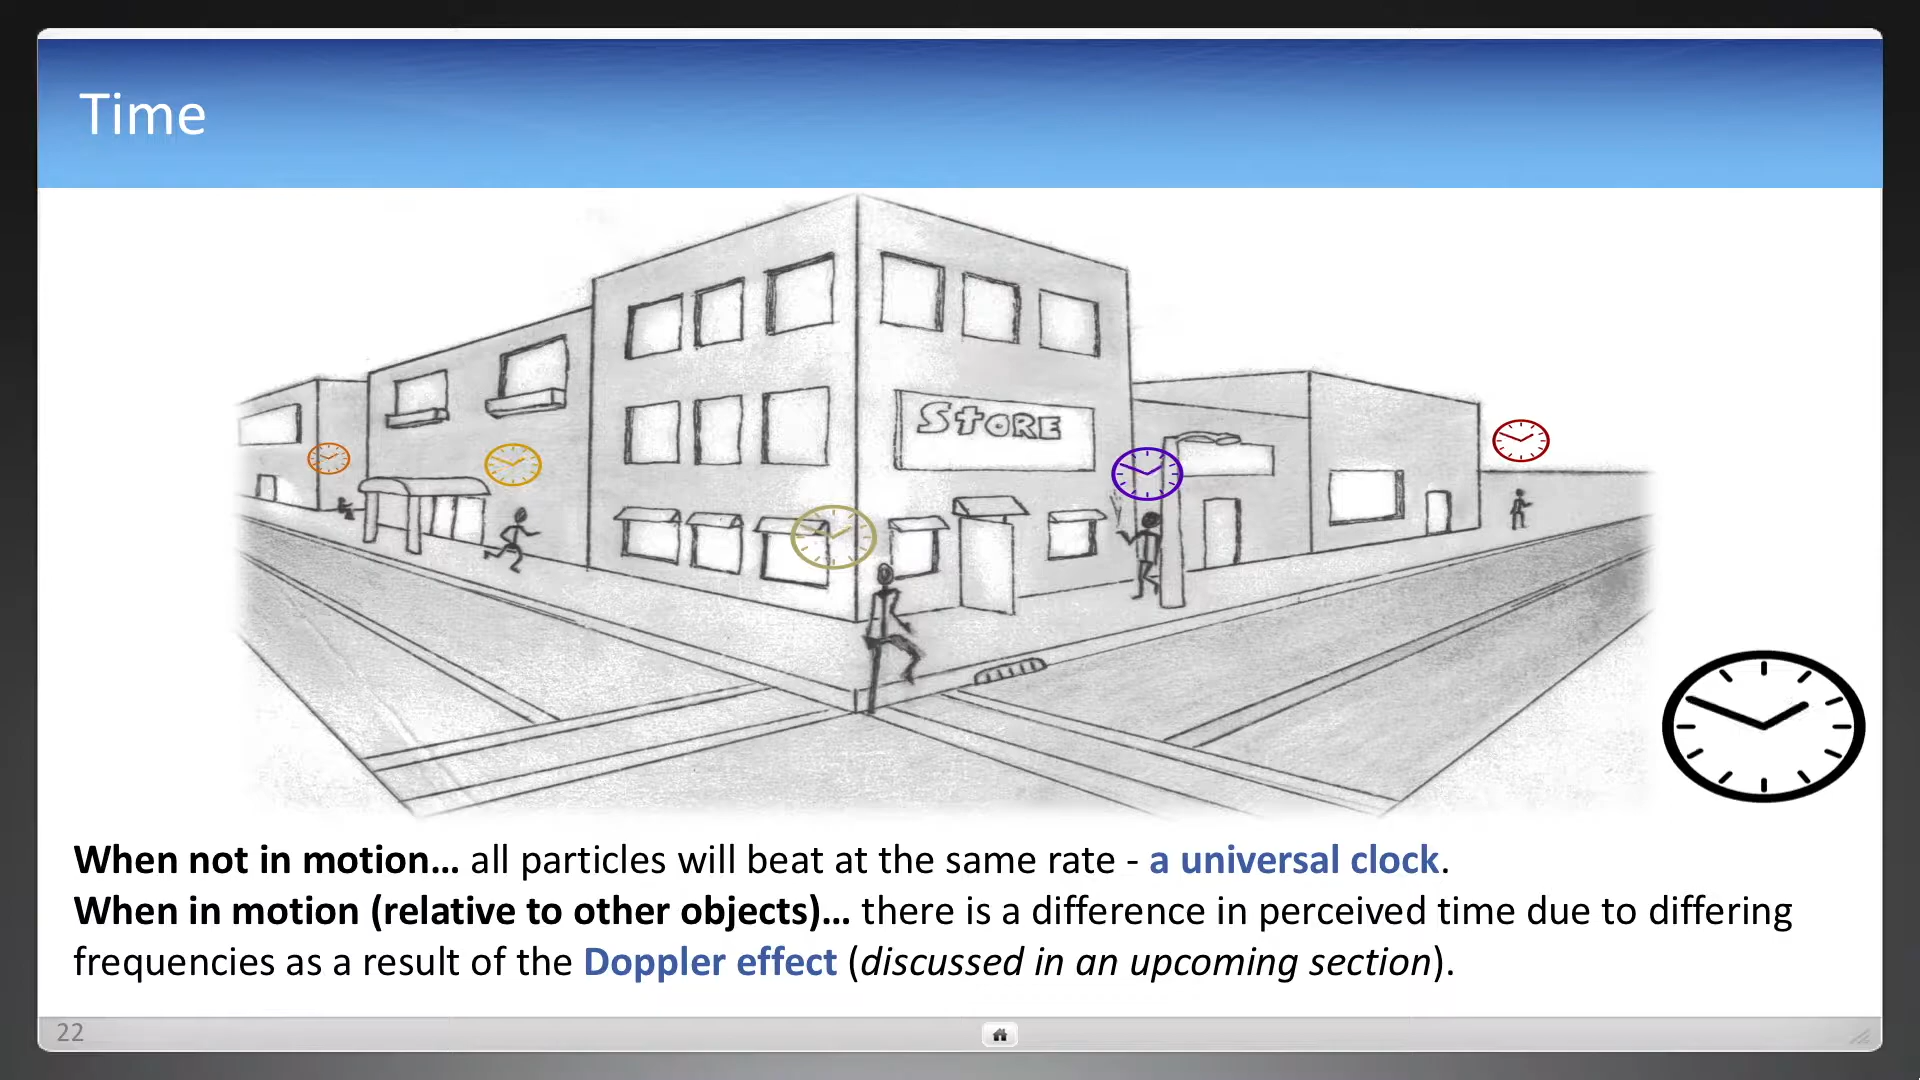 Time
STORE
When not in motion… all particles will beat at the same rate - a universal clock.
When in motion (relative to other objects)… there is a difference in perceived time due to differing
frequencies as a result of the Doppler effect (discussed in an upcoming section).
22